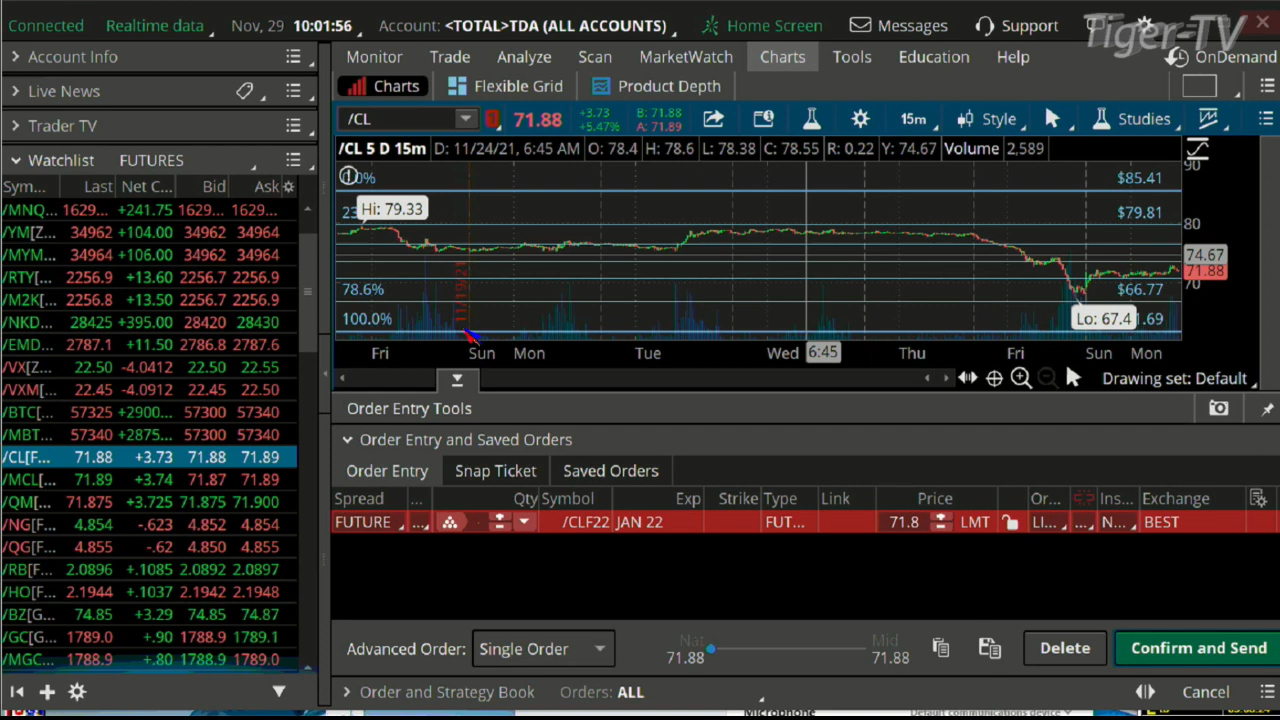 Connected Realtime data Nov, 29 10:01:56 Account: <TOTAL>TDA (ALL ACCOUNTS) Home Screen Messages Support
Tiger-TV
OnDemand
Account Info
Live News
Trader TV
Watchlist FUTURES
Sym... Last Net C... Bid Ask
/MNQ... 1629... +241.75 1629... 1629...
/YM[Z... 34962 +104.00 34962 34964
/MYM... 34964 +106.00 34962 34964
/RTY[... 2256.9 +13.60 2256.7 2256.9
/M2K[... 2256.8 +13.50 2256.7 2256.9
/NKD... 28425 +395.00 28420 28430
/EMD... 2787.1 +11.50 2786.8 2787.6
/VX[Z... 22.50 -4.0412 22.50 22.55
/VXM[... 22.45 -4.0912 22.45 22.50
/BTC[... 57325 +2900... 57300 57340
/MBT... 57340 +2875... 57300 57340
/CL[F... 71.88 +3.73 71.88 71.89
/MCL[... 71.89 +3.74 71.87 71.89
/QM[... 71.875 +3.725 71.875 71.900
/NG[F... 4.854 -.623 4.852 4.854
/QG[F... 4.855 -.62 4.850 4.855
/RB[F... 2.0896 +.1085 2.0892 2.0897
/HO[F... 2.1944 +.1037 2.1942 2.1948
/BZ[G... 74.85 +3.29 74.85 74.87
/GC[G... 1789.0 +.90 1788.9 1789.1
/MGC... 1788.9 +.80 1788.9 1789.0
Monitor Trade Analyze Scan MarketWatch Charts Tools Education Help
Charts Flexible Grid Product Depth
/CL 71.88 +3.73 +5.47% B: 71.88 A: 71.89 15m Style Studies
/CL 5 D 15m D: 11/24/21, 6:45 AM O: 78.4 H: 78.6 L: 78.38 C: 78.55 R: 0.22 Y: 74.67 Volume 2,589
90
1 0% $85.41
Hi: 79.33 $79.81
80
74.67
71.88
70
11/19/21
78.6% $66.77
100.0% Lo: 67.4 1.69
Fri Sun Mon Tue Wed 6:45 Thu Fri Sun Mon
Drawing set: Default
Order Entry Tools
Order Entry and Saved Orders
Order Entry Snap Ticket Saved Orders
Spread ... Qty Symbol Exp Strike Type Link Price Or... Ins... Exchange
FUTURE ... /CLF22 JAN 22 FUT... 71.8 LMT LI... ... N... BEST
Advanced Order: Single Order Nat 71.88 Mid 71.88 Delete Confirm and Send
Order and Strategy Book Orders: ALL Cancel